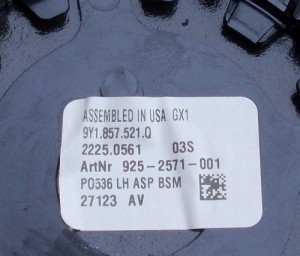 ASSEMBLED IN USA GX1
9Y1.857.521.Q
2225.0561 03S
ArtNr 925-2571-001
PO536 LH ASP BSM
27123 AV